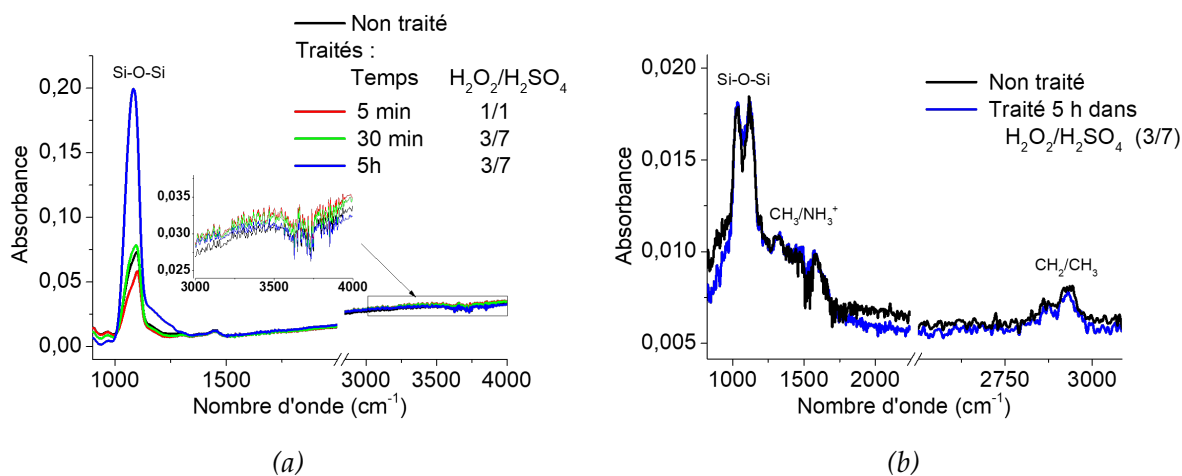 Non traité
Traités :
Temps H₂O₂/H₂SO₄
5 min 1/1
30 min 3/7
5h 3/7
Si-O-Si
0,20
0,15
0,10
0,05
0,00
Absorbance
0,035
0,030
0,025
3000 3500 4000
1000 1500 3000 3500 4000
Nombre d'onde (cm⁻¹)
(a)
Non traité
Traité 5 h dans
H₂O₂/H₂SO₄ (3/7)
Si-O-Si
CH₃/NH₃⁺
CH₂/CH₃
0,020
0,015
0,010
0,005
Absorbance
1000 1500 2000 2750 3000
Nombre d'onde (cm⁻¹)
(b)